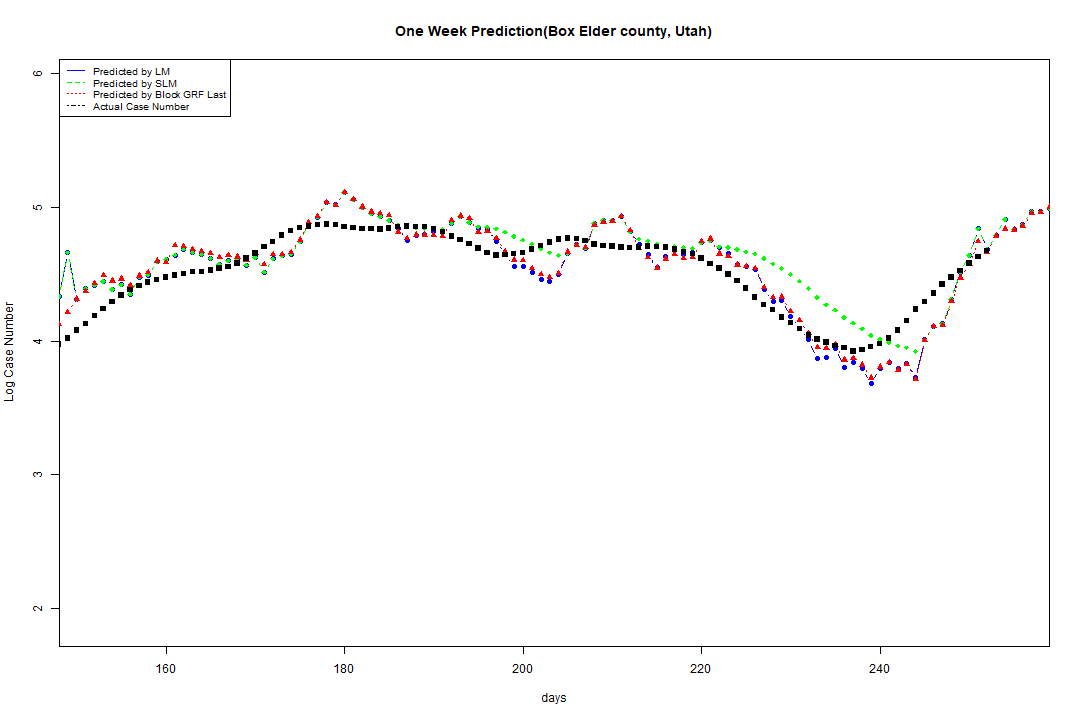 One Week Prediction(Box Elder county, Utah)
Predicted by LM
Predicted by SLM
Predicted by Block GRF Last
Actual Case Number
6
5
4
3
2
Log Case Number
160 180 200 220 240
days